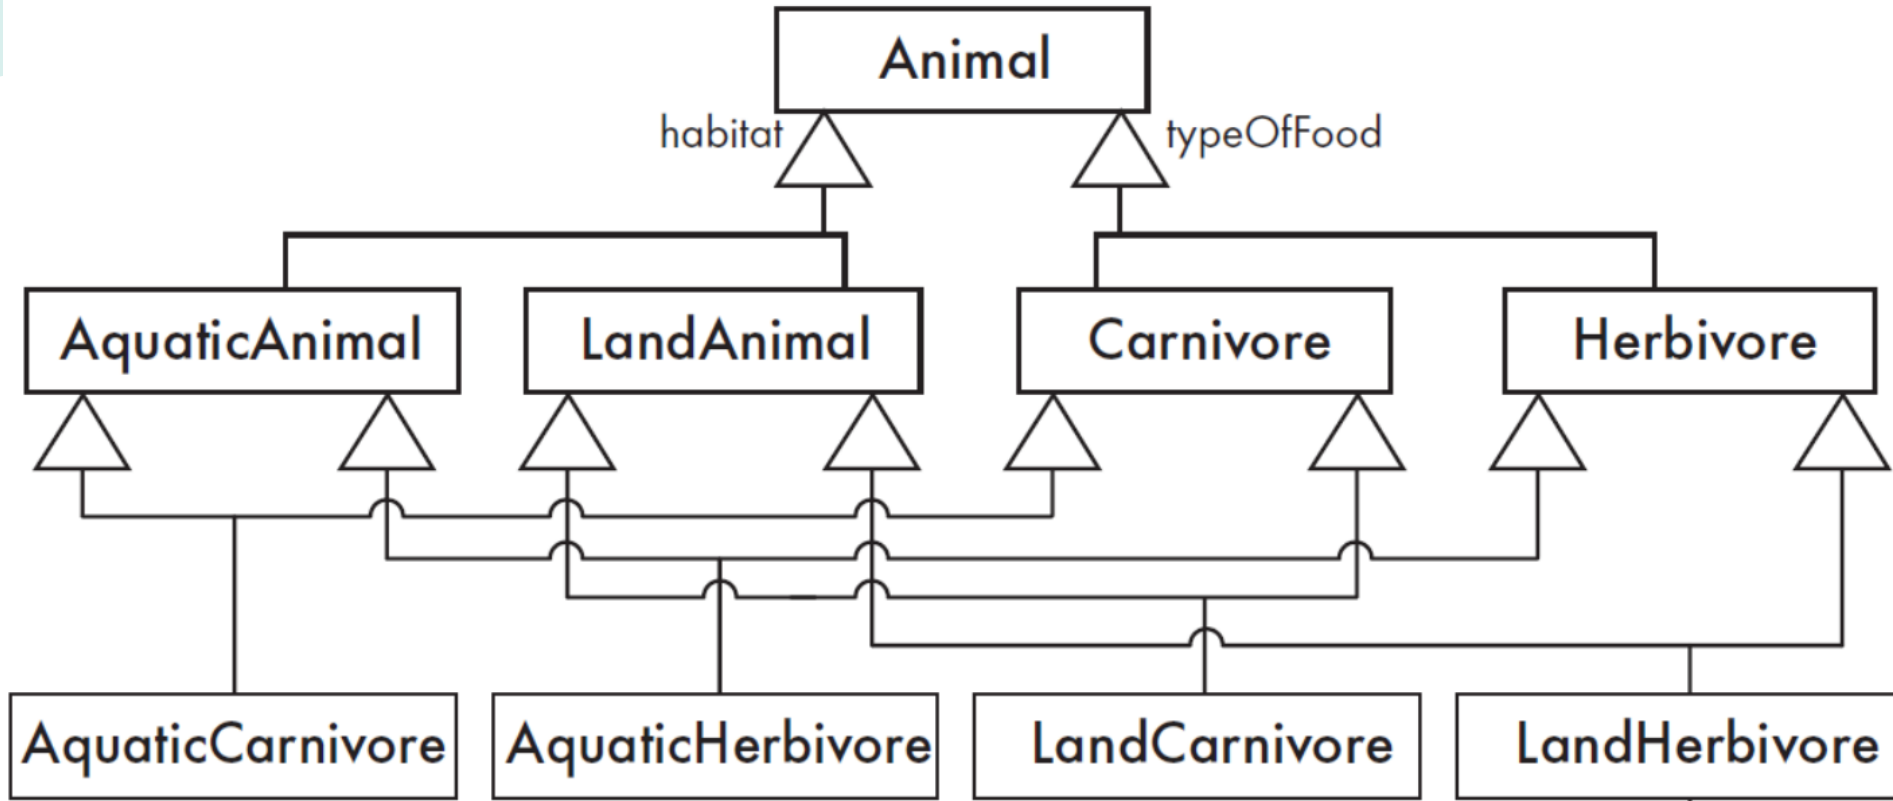 Animal
habitat
typeOfFood
AquaticAnimal
LandAnimal
Carnivore
Herbivore
AquaticCarnivore
AquaticHerbivore
LandCarnivore
LandHerbivore